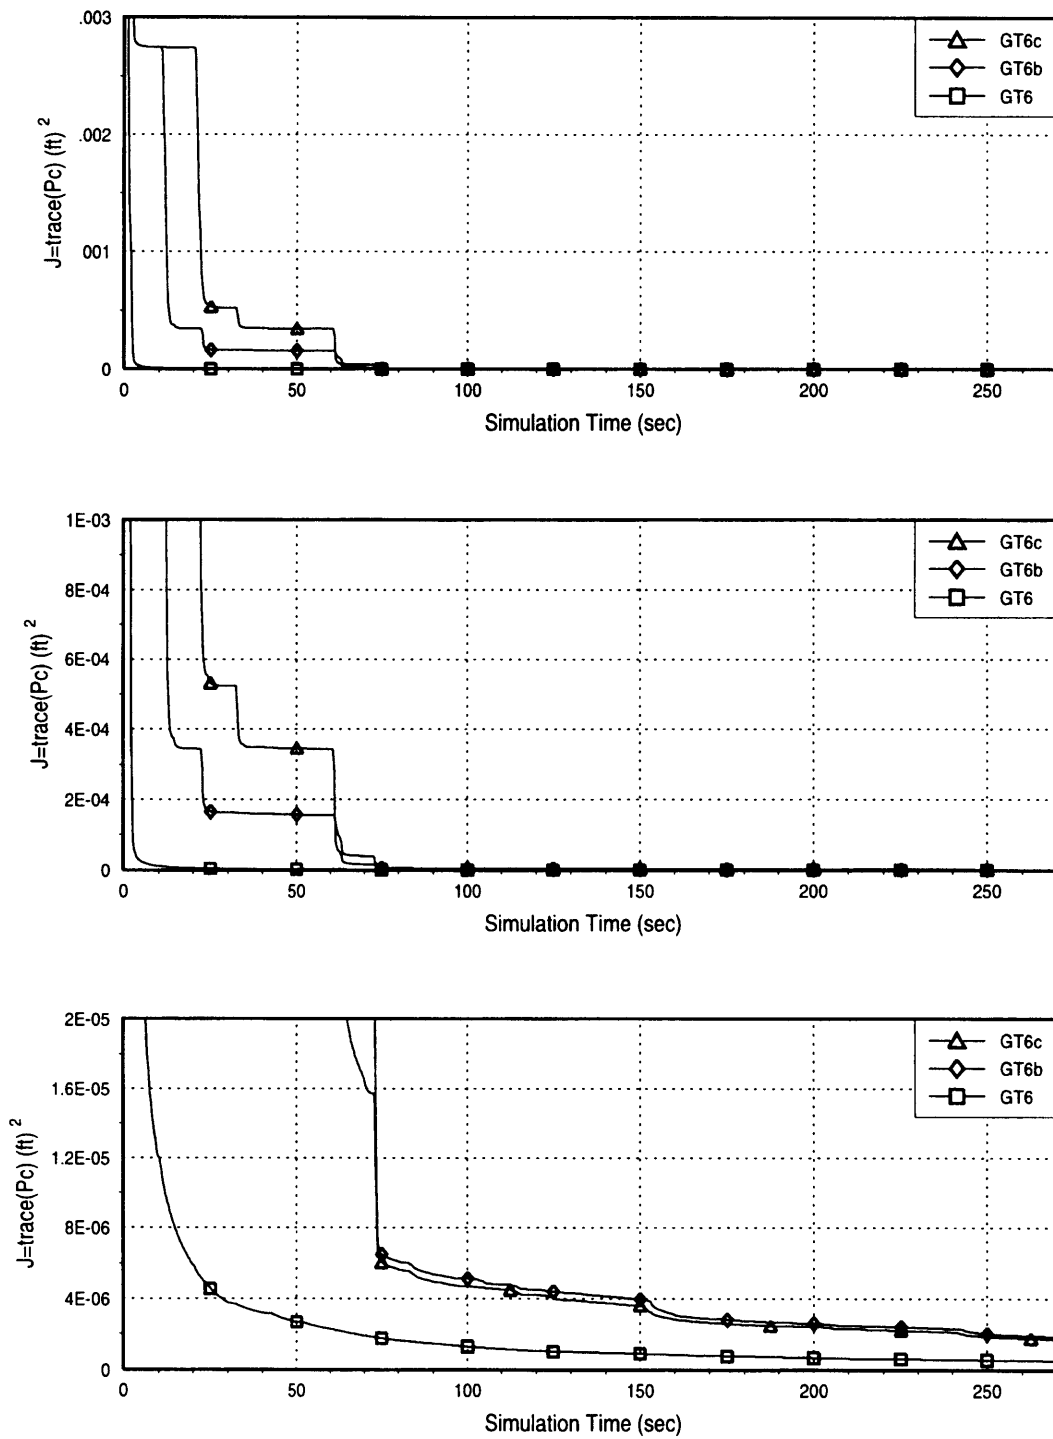 .003
.002
.001
0
J=trace(Pc) (ft) 2
GT6c
GT6b
GT6
0 50 100 150 200 250
Simulation Time (sec)
1E-03
8E-04
6E-04
4E-04
2E-04
0
J=trace(Pc) (ft) 2
GT6c
GT6b
GT6
0 50 100 150 200 250
Simulation Time (sec)
2E-05
1.6E-05
1.2E-05
8E-06
4E-06
0
J=trace(Pc) (ft) 2
GT6c
GT6b
GT6
0 50 100 150 200 250
Simulation Time (sec)